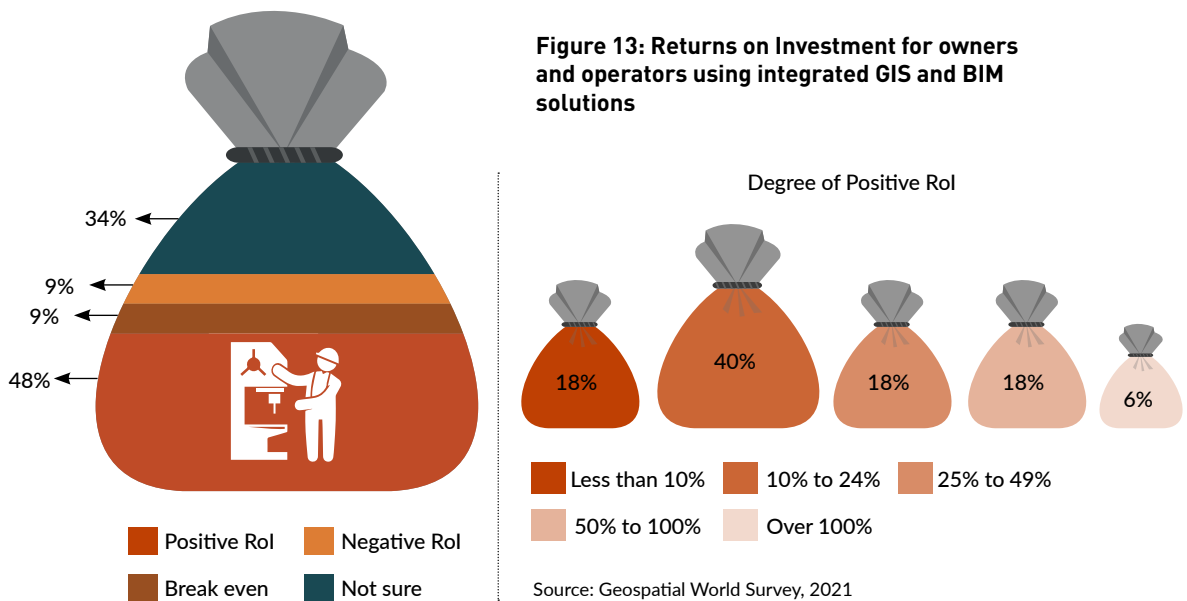 Figure 13: Returns on Investment for owners
and operators using integrated GIS and BIM
solutions
34%
9%
9%
48%
Positive RoI
Negative RoI
Break even
Not sure
Degree of Positive RoI
18%
40%
18%
18%
6%
Less than 10%
10% to 24%
25% to 49%
50% to 100%
Over 100%
Source: Geospatial World Survey, 2021